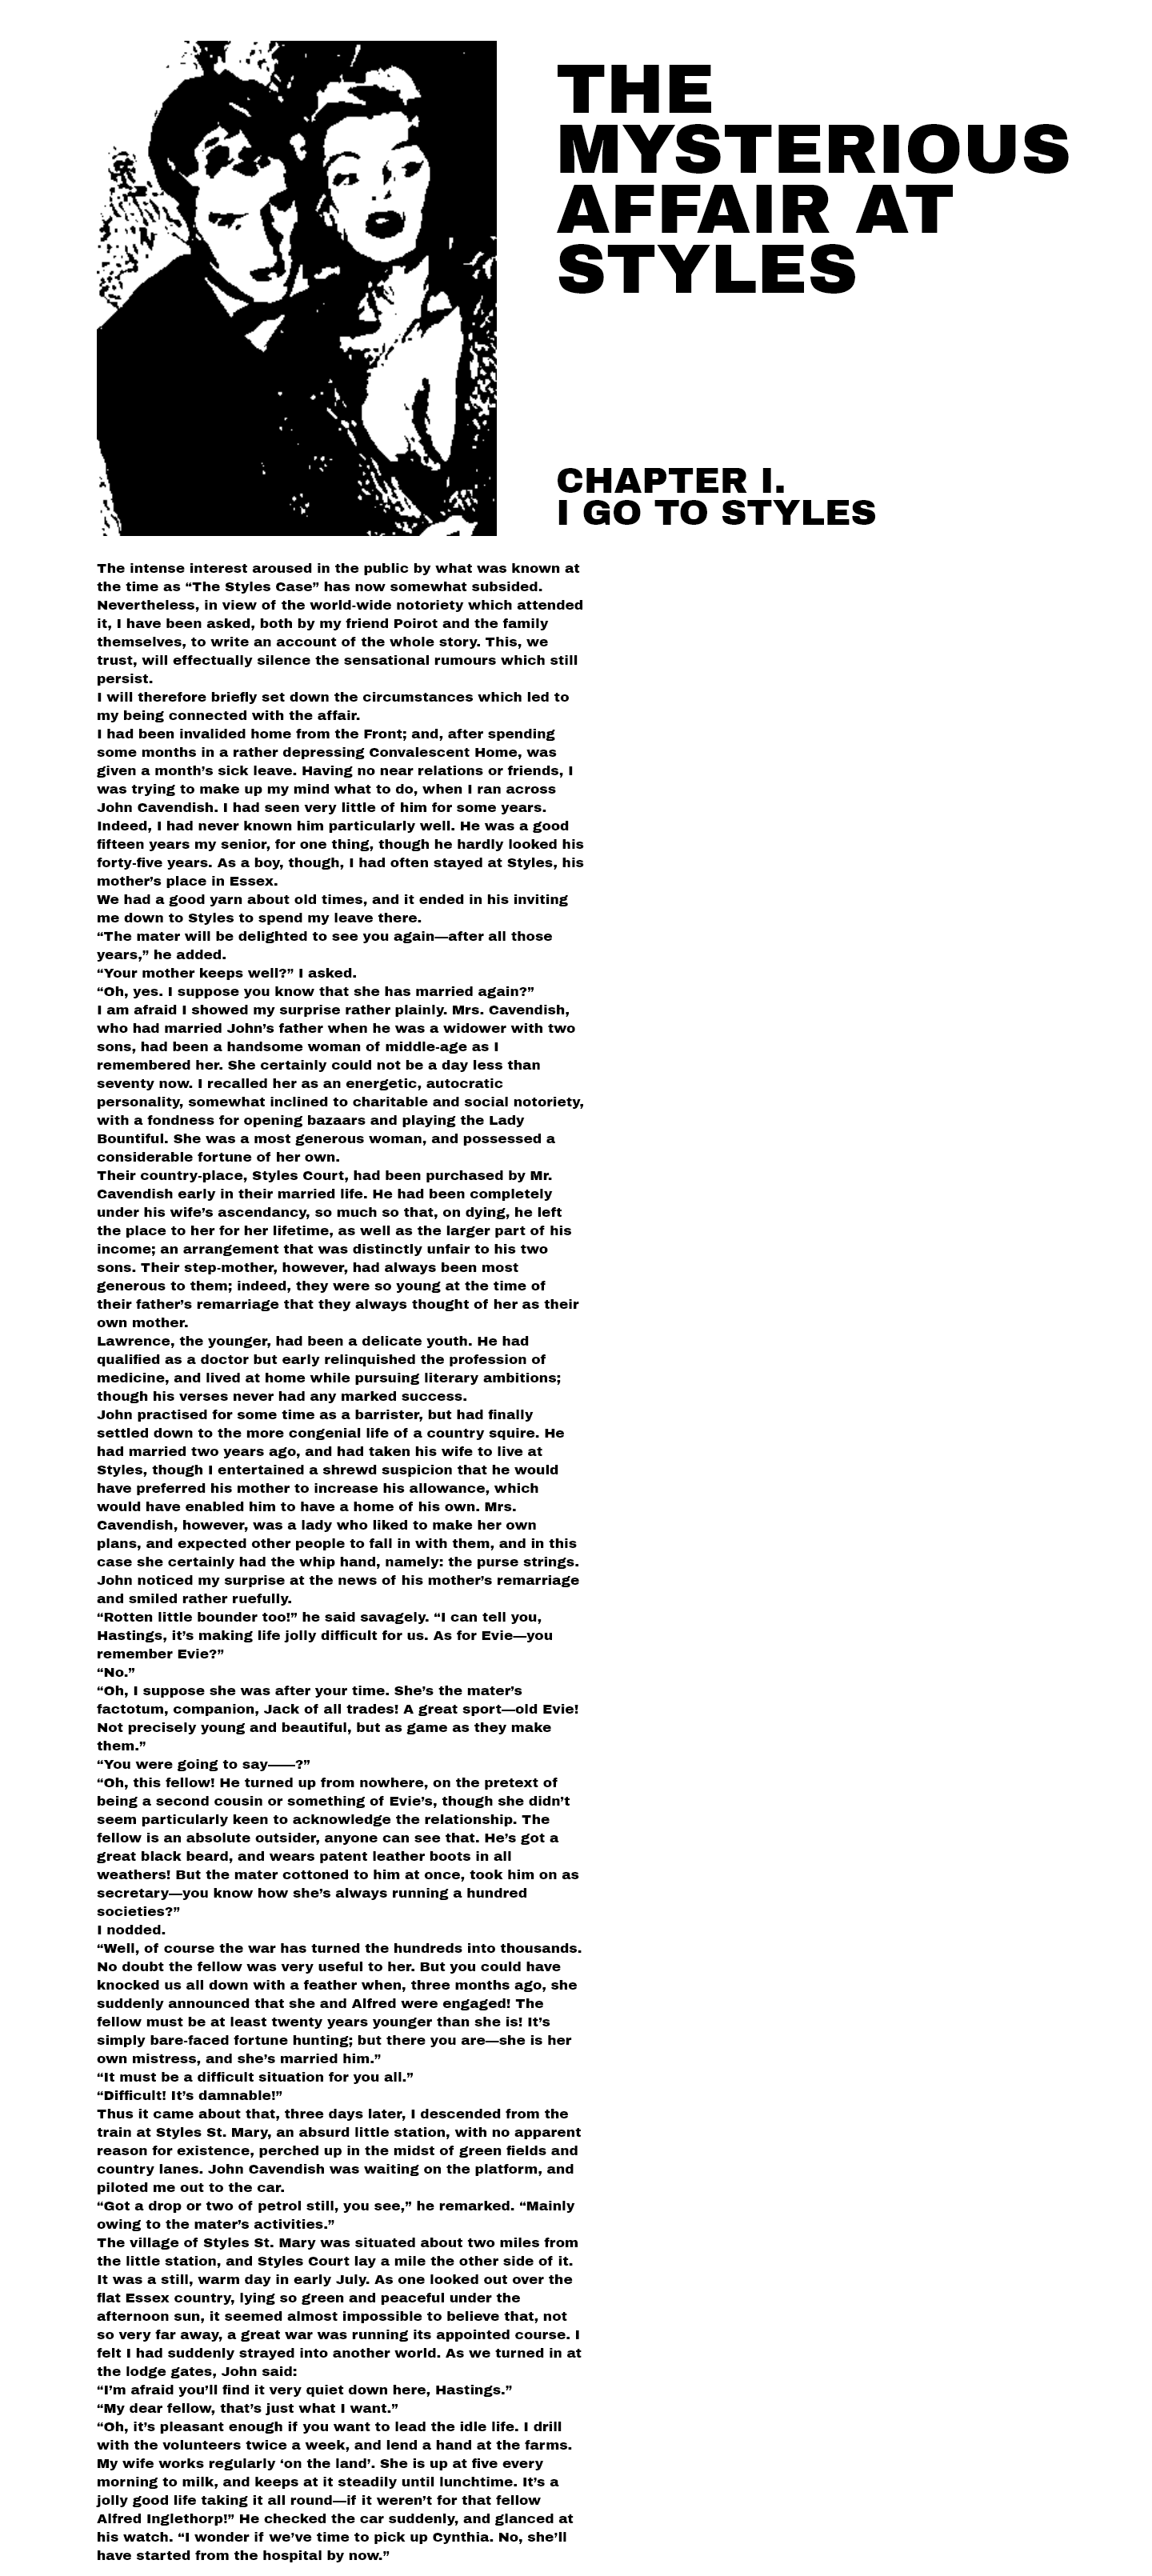 THE
MYSTERIOUS
AFFAIR AT
STYLES
CHAPTER I.
I GO TO STYLES
The intense interest aroused in the public by what was known at
the time as “The Styles Case” has now somewhat subsided.
Nevertheless, in view of the world-wide notoriety which attended
it, I have been asked, both by my friend Poirot and the family
themselves, to write an account of the whole story. This, we
trust, will effectually silence the sensational rumours which still
persist.
I will therefore briefly set down the circumstances which led to
my being connected with the affair.
I had been invalided home from the Front; and, after spending
some months in a rather depressing Convalescent Home, was
given a month’s sick leave. Having no near relations or friends, I
was trying to make up my mind what to do, when I ran across
John Cavendish. I had seen very little of him for some years.
Indeed, I had never known him particularly well. He was a good
fifteen years my senior, for one thing, though he hardly looked his
forty-five years. As a boy, though, I had often stayed at Styles, his
mother’s place in Essex.
We had a good yarn about old times, and it ended in his inviting
me down to Styles to spend my leave there.
“The mater will be delighted to see you again—after all those
years,” he added.
“Your mother keeps well?” I asked.
“Oh, yes. I suppose you know that she has married again?”
I am afraid I showed my surprise rather plainly. Mrs. Cavendish,
who had married John’s father when he was a widower with two
sons, had been a handsome woman of middle-age as I
remembered her. She certainly could not be a day less than
seventy now. I recalled her as an energetic, autocratic
personality, somewhat inclined to charitable and social notoriety,
with a fondness for opening bazaars and playing the Lady
Bountiful. She was a most generous woman, and possessed a
considerable fortune of her own.
Their country-place, Styles Court, had been purchased by Mr.
Cavendish early in their married life. He had been completely
under his wife’s ascendancy, so much so that, on dying, he left
the place to her for her lifetime, as well as the larger part of his
income; an arrangement that was distinctly unfair to his two
sons. Their step-mother, however, had always been most
generous to them; indeed, they were so young at the time of
their father’s remarriage that they always thought of her as their
own mother.
Lawrence, the younger, had been a delicate youth. He had
qualified as a doctor but early relinquished the profession of
medicine, and lived at home while pursuing literary ambitions;
though his verses never had any marked success.
John practised for some time as a barrister, but had finally
settled down to the more congenial life of a country squire. He
had married two years ago, and had taken his wife to live at
Styles, though I entertained a shrewd suspicion that he would
have preferred his mother to increase his allowance, which
would have enabled him to have a home of his own. Mrs.
Cavendish, however, was a lady who liked to make her own
plans, and expected other people to fall in with them, and in this
case she certainly had the whip hand, namely: the purse strings.
John noticed my surprise at the news of his mother’s remarriage
and smiled rather ruefully.
“Rotten little bounder too!” he said savagely. “I can tell you,
Hastings, it’s making life jolly difficult for us. As for Evie—you
remember Evie?”
“No.”
“Oh, I suppose she was after your time. She’s the mater’s
factotum, companion, Jack of all trades! A great sport—old Evie!
Not precisely young and beautiful, but as game as they make
them.”
“You were going to say——?”
“Oh, this fellow! He turned up from nowhere, on the pretext of
being a second cousin or something of Evie’s, though she didn’t
seem particularly keen to acknowledge the relationship. The
fellow is an absolute outsider, anyone can see that. He’s got a
great black beard, and wears patent leather boots in all
weathers! But the mater cottoned to him at once, took him on as
secretary—you know how she’s always running a hundred
societies?”
I nodded.
“Well, of course the war has turned the hundreds into thousands.
No doubt the fellow was very useful to her. But you could have
knocked us all down with a feather when, three months ago, she
suddenly announced that she and Alfred were engaged! The
fellow must be at least twenty years younger than she is! It’s
simply bare-faced fortune hunting; but there you are—she is her
own mistress, and she’s married him.”
“It must be a difficult situation for you all.”
“Difficult! It’s damnable!”
Thus it came about that, three days later, I descended from the
train at Styles St. Mary, an absurd little station, with no apparent
reason for existence, perched up in the midst of green fields and
country lanes. John Cavendish was waiting on the platform, and
piloted me out to the car.
“Got a drop or two of petrol still, you see,” he remarked. “Mainly
owing to the mater’s activities.”
The village of Styles St. Mary was situated about two miles from
the little station, and Styles Court lay a mile the other side of it.
It was a still, warm day in early July. As one looked out over the
flat Essex country, lying so green and peaceful under the
afternoon sun, it seemed almost impossible to believe that, not
so very far away, a great war was running its appointed course. I
felt I had suddenly strayed into another world. As we turned in at
the lodge gates, John said:
“I’m afraid you’ll find it very quiet down here, Hastings.”
“My dear fellow, that’s just what I want.”
“Oh, it’s pleasant enough if you want to lead the idle life. I drill
with the volunteers twice a week, and lend a hand at the farms.
My wife works regularly ‘on the land’. She is up at five every
morning to milk, and keeps at it steadily until lunchtime. It’s a
jolly good life taking it all round—if it weren’t for that fellow
Alfred Inglethorp!” He checked the car suddenly, and glanced at
his watch. “I wonder if we’ve time to pick up Cynthia. No, she’ll
have started from the hospital by now.”